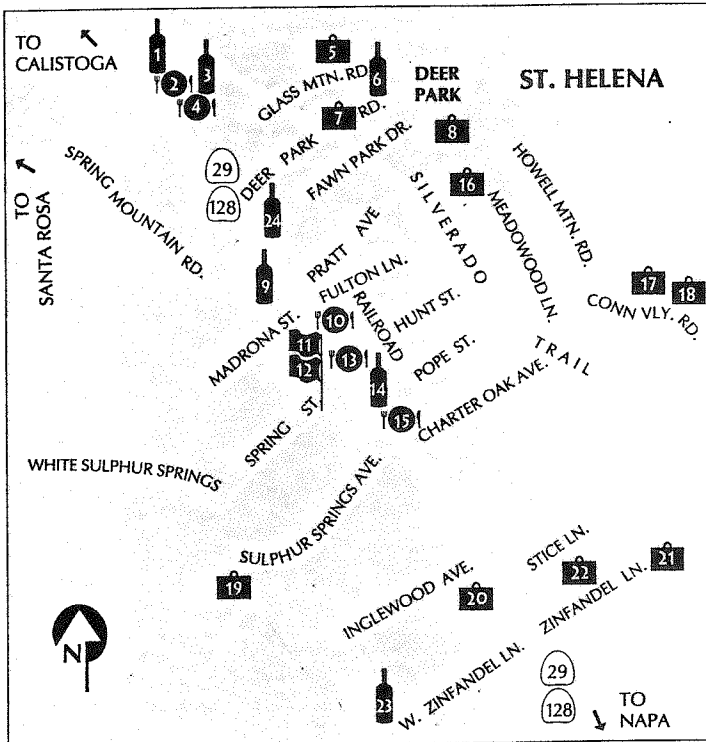 TO
CALISTOGA
1
2
3
4
5
GLASS MTN. RD.
6
7
DEER
PARK
8
ST. HELENA
TO
SANTA ROSA
SPRING MOUNTAIN RD.
29
128
DEER PARK RD.
24
FAWN PARK DR.
16
HOWELL MTN. RD.
MEADOWOOD LN.
SILVERADO TRAIL
9
PRATT AVE
FULTON LN.
17
18
CONN VLY. RD.
MADRONA ST.
10
RAILROAD
HUNT ST.
11
12
13
14
POPE ST.
15
CHARTER OAK AVE.
SPRING ST.
WHITE SULPHUR SPRINGS
SULPHUR SPRINGS AVE.
19
INGLEWOOD AVE.
20
STICE LN.
22
21
ZINFANDEL LN.
W. ZINFANDEL LN.
23
N
29
128
TO
NAPA